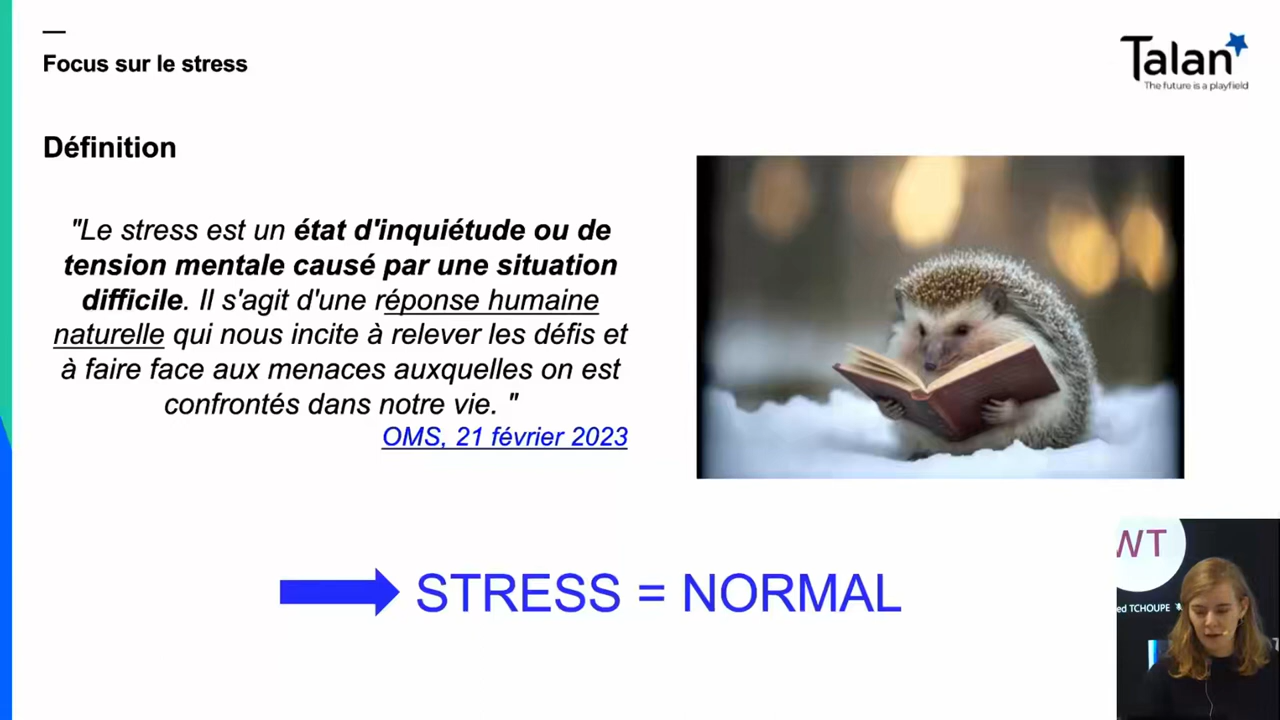 Focus sur le stress
Talan
The future is a playfield
Définition
"Le stress est un état d'inquiétude ou de
tension mentale causé par une situation
difficile. Il s'agit d'une réponse humaine
naturelle qui nous incite à relever les défis et
à faire face aux menaces auxquelles on est
confrontés dans notre vie. "
OMS, 21 février 2023
STRESS = NORMAL
WT
ed TCHOUPE